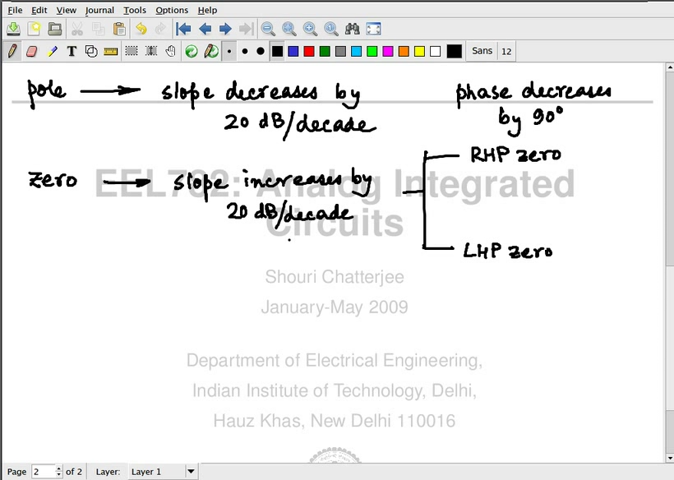 File Edit View Journal Tools Options Help
Sans 12
pole → slope decreases by phase decreases
20 dB/decade by 90°
RHP zero
zero → slope increases by
20 dB/decade
LHP zero
EEL782: Analog Integrated
Circuits
Shouri Chatterjee
January-May 2009
Department of Electrical Engineering,
Indian Institute of Technology, Delhi,
Hauz Khas, New Delhi 110016
Page 2 of 2 Layer: Layer 1